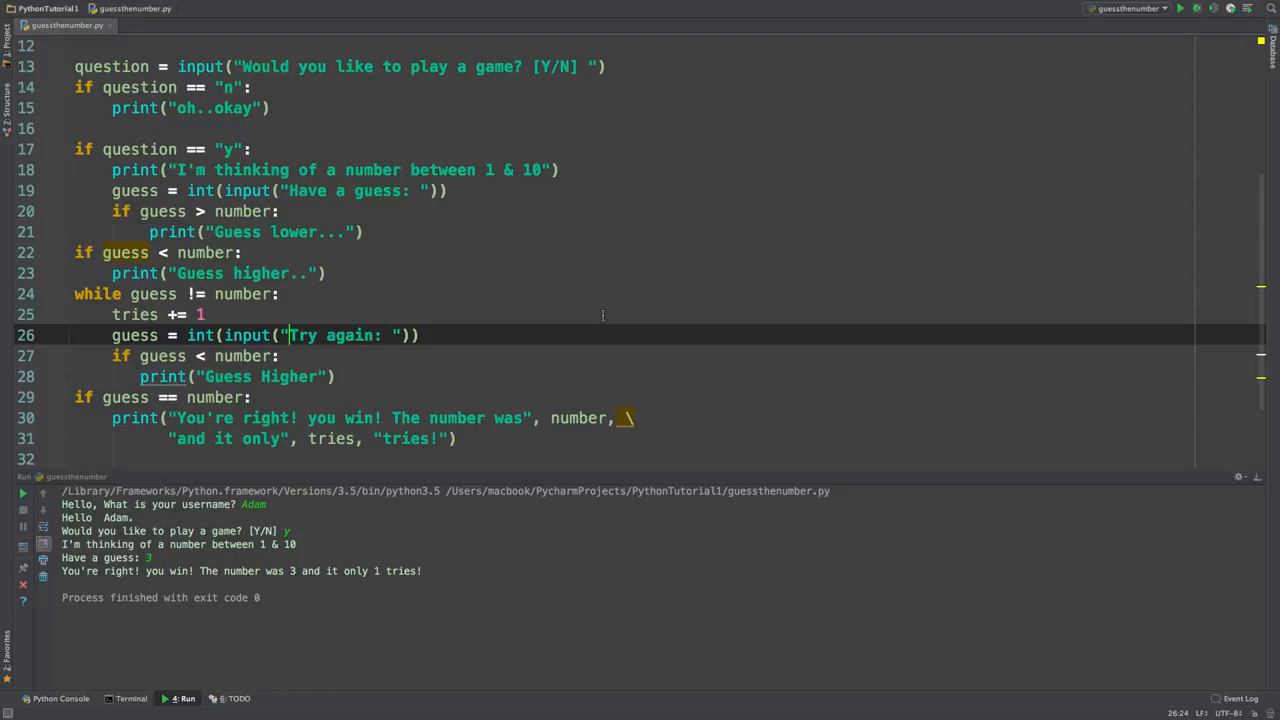 PythonTutorial1 guessthenumber.py guessthenumber
guessthenumber.py
1: Project
Z: Structure
2: Favorites
Database
12
13 question = input("Would you like to play a game? [Y/N] ")
14 if question == "n":
15 print("oh..okay")
16
17 if question == "y":
18 print("I'm thinking of a number between 1 & 10")
19 guess = int(input("Have a guess: "))
20 if guess > number:
21 print("Guess lower...")
22 if guess < number:
23 print("Guess higher..")
24 while guess != number:
25 tries += 1
26 guess = int(input("Try again: "))
27 if guess < number:
28 print("Guess Higher")
29 if guess == number:
30 print("You're right! you win! The number was", number, \
31 "and it only", tries, "tries!")
32
Run guessthenumber
/Library/Frameworks/Python.framework/Versions/3.5/bin/python3.5 /Users/macbook/PycharmProjects/PythonTutorial1/guessthenumber.py
Hello, What is your username? Adam
Hello  Adam.
Would you like to play a game? [Y/N] y
I'm thinking of a number between 1 & 10
Have a guess: 3
You're right! you win! The number was 3 and it only 1 tries!
Process finished with exit code 0
Python Console Terminal 4: Run 6: TODO Event Log
26:24 LF÷ UTF-8÷